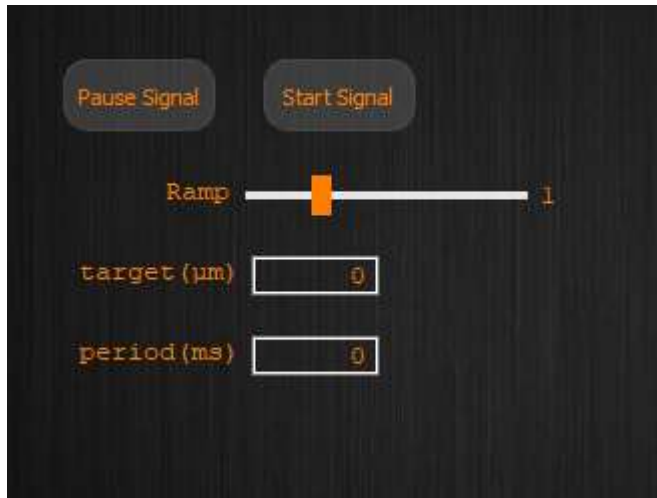 Pause Signal Start Signal
Ramp 1
target(µm) 0
period(ms) 0